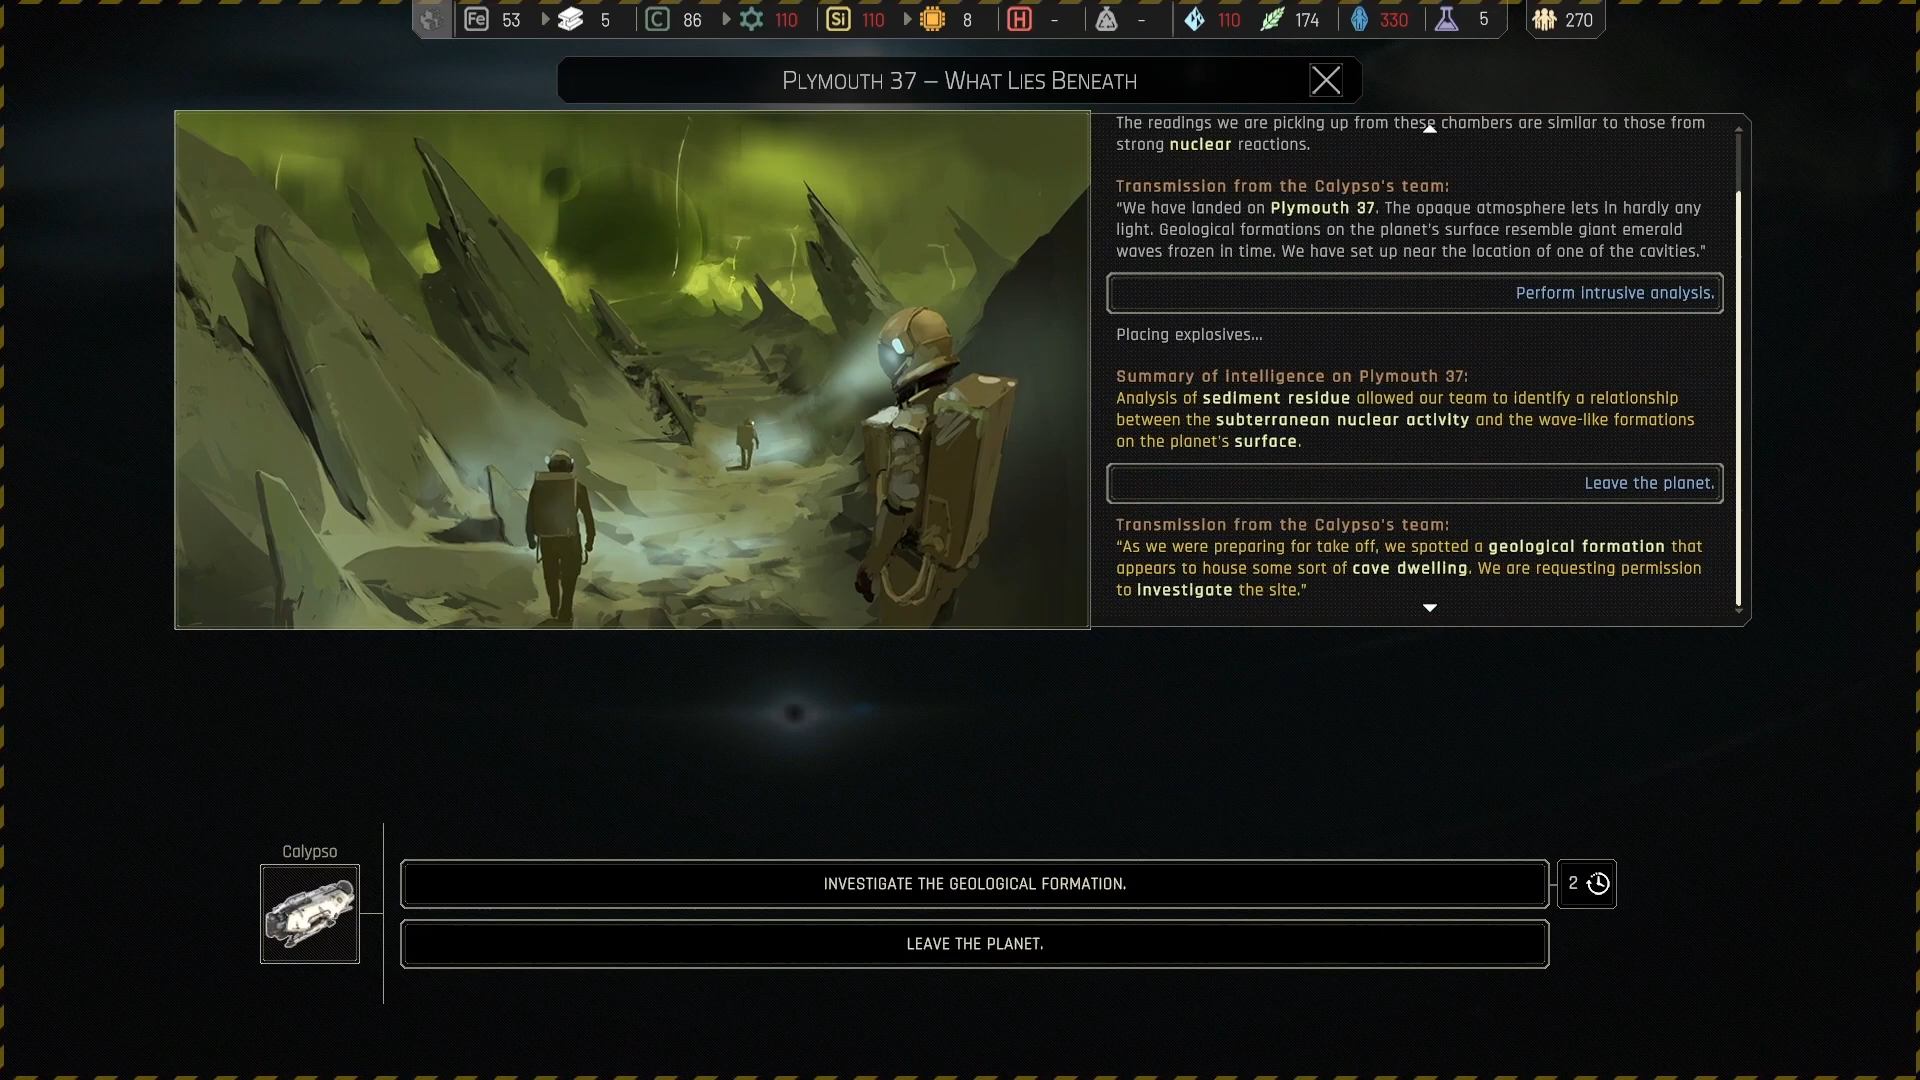 Fe 53 5 C 86 110 Si 110 8 H - - 110 174 330 5 270
PLYMOUTH 37 – WHAT LIES BENEATH
The readings we are picking up from these chambers are similar to those from
strong nuclear reactions.
Transmission from the Calypso's team:
"We have landed on Plymouth 37. The opaque atmosphere lets in hardly any
light. Geological formations on the planet's surface resemble giant emerald
waves frozen in time. We have set up near the location of one of the cavities."
Perform intrusive analysis.
Placing explosives...
Summary of intelligence on Plymouth 37:
Analysis of sediment residue allowed our team to identify a relationship
between the subterranean nuclear activity and the wave-like formations
on the planet's surface.
Leave the planet.
Transmission from the Calypso's team:
"As we were preparing for take off, we spotted a geological formation that
appears to house some sort of cave dwelling. We are requesting permission
to investigate the site."
Calypso
INVESTIGATE THE GEOLOGICAL FORMATION.
2
LEAVE THE PLANET.